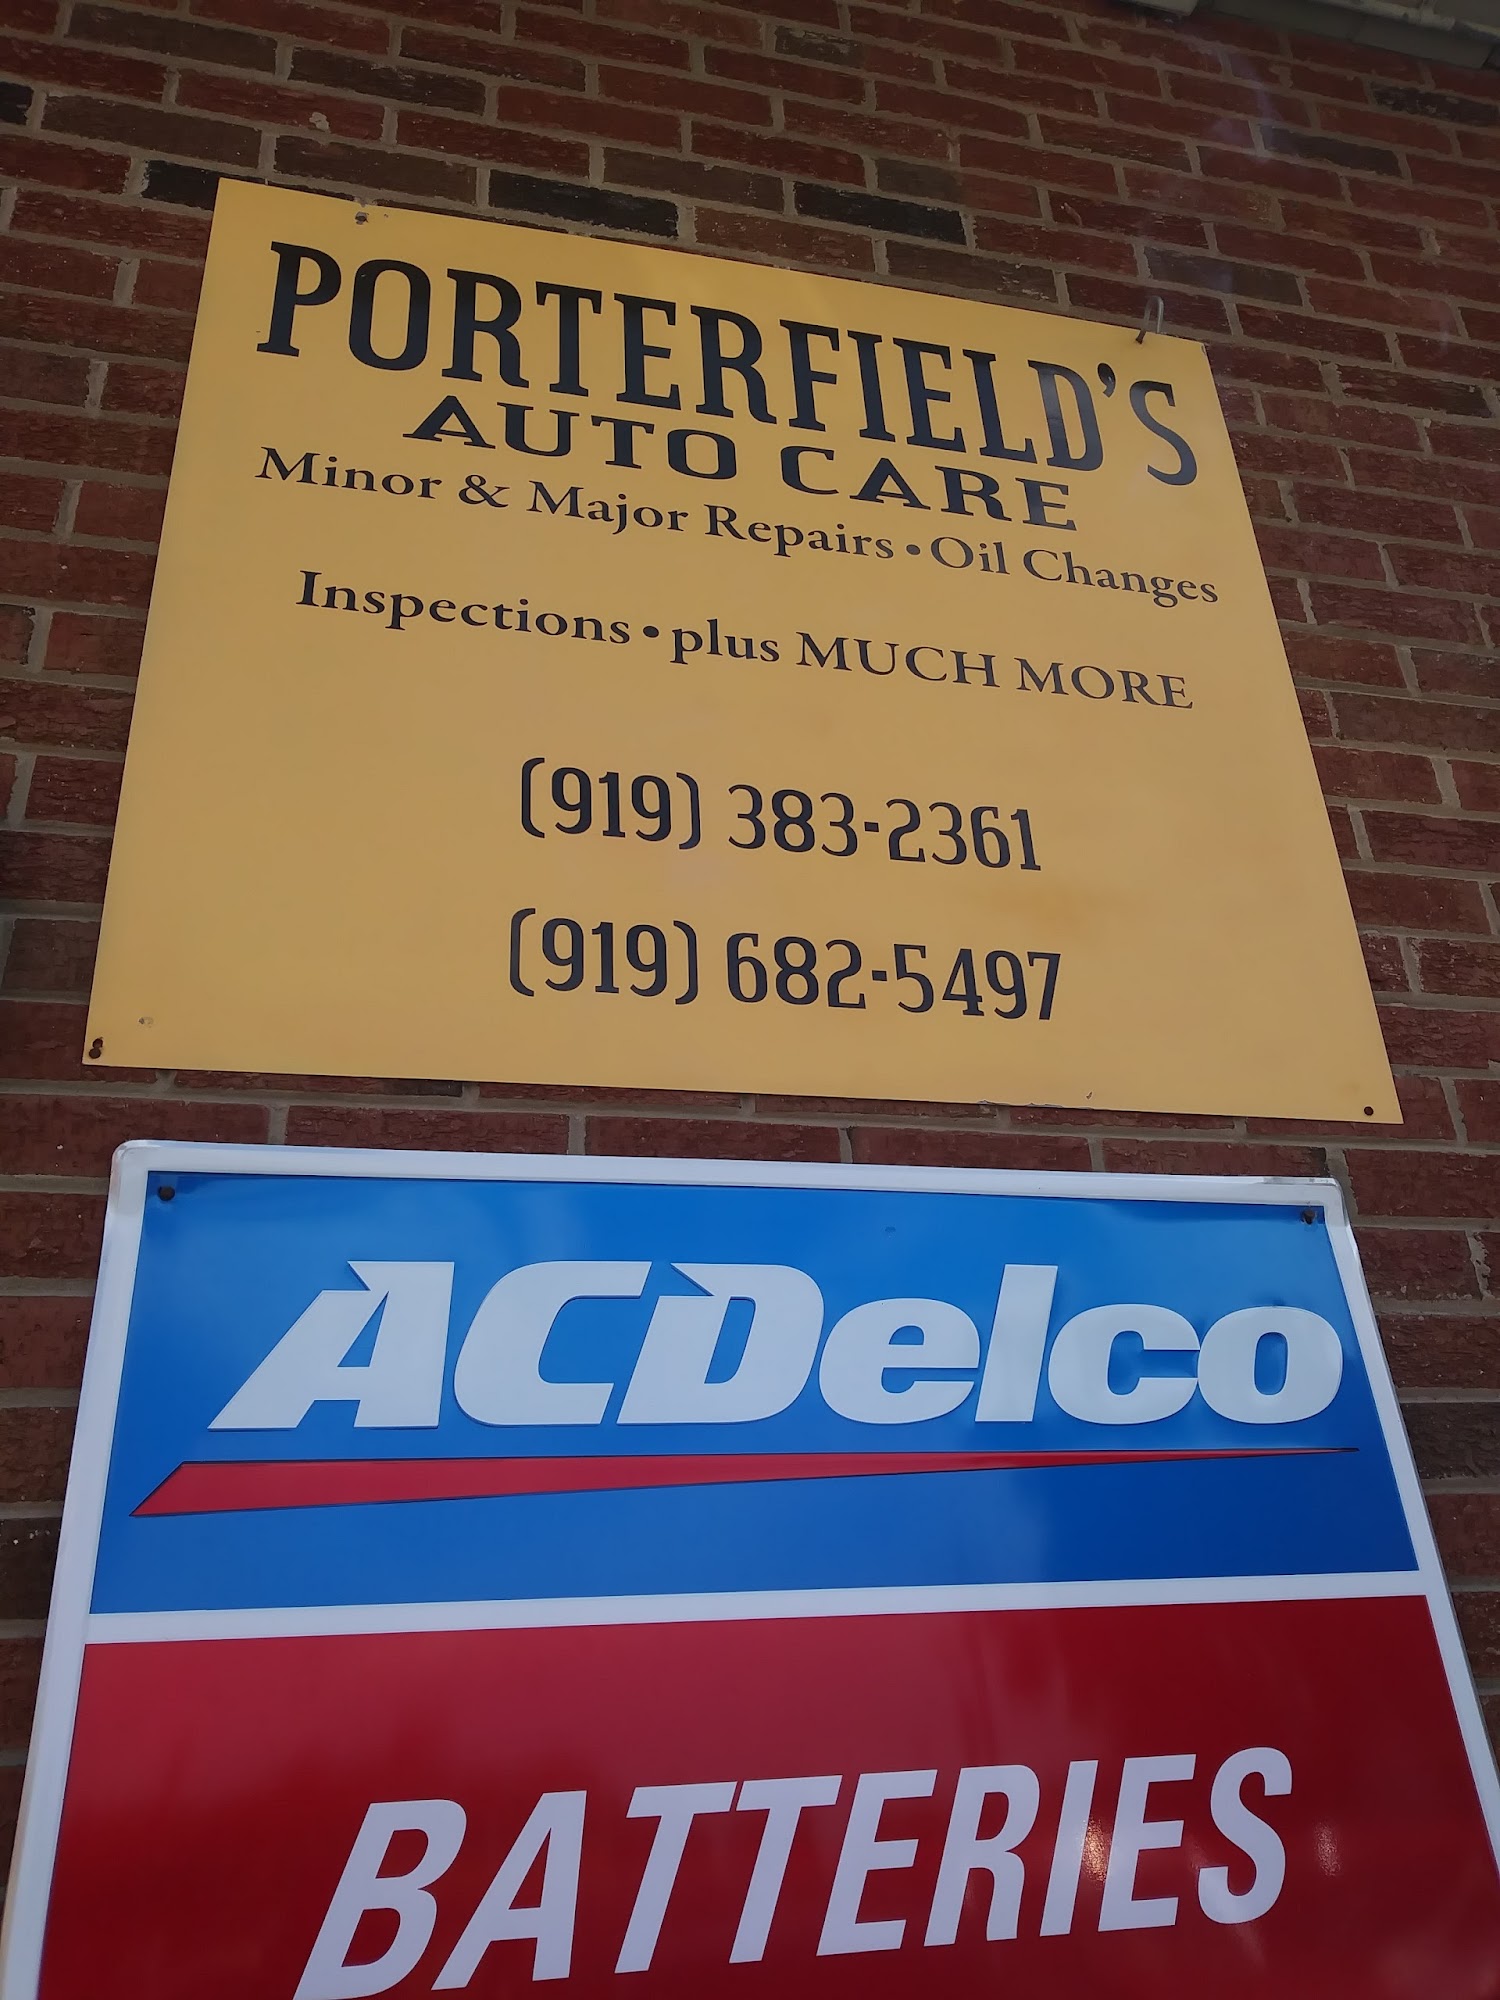 PORTERFIELD'S
AUTO CARE
Minor & Major Repairs • Oil Changes
Inspections • plus MUCH MORE
(919) 383-2361
(919) 682-5497
ACDelco
BATTERIES